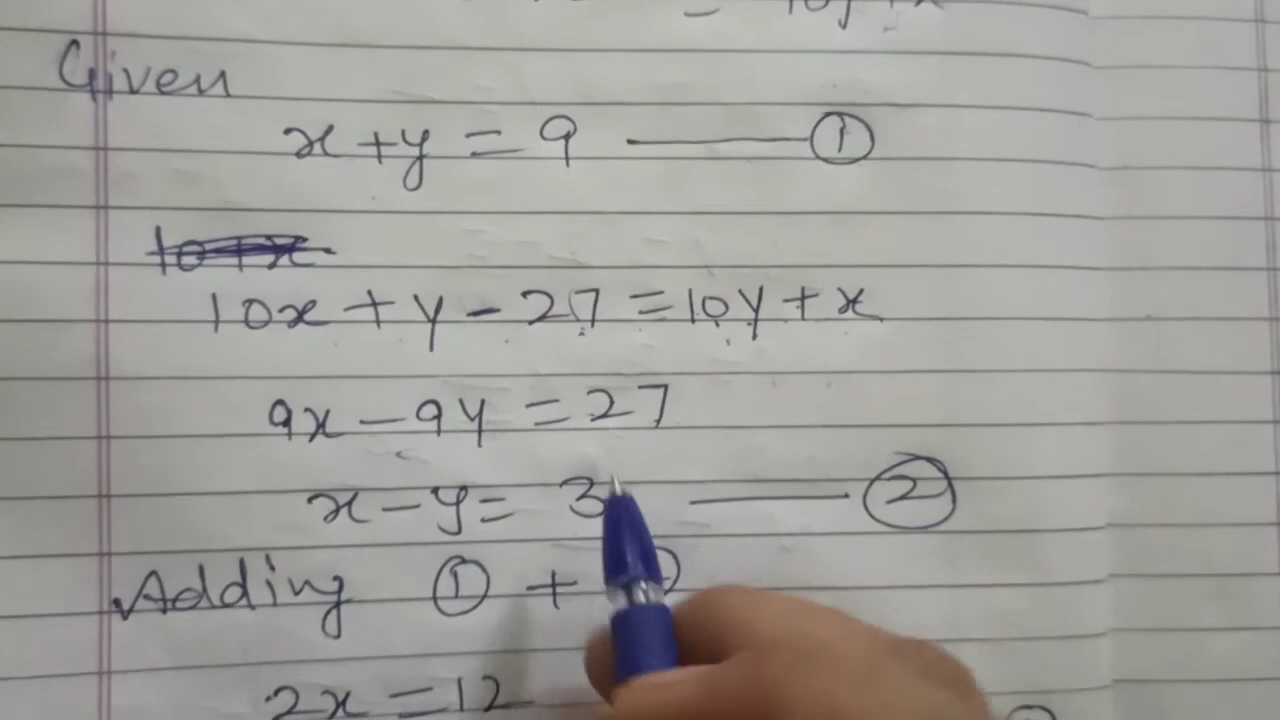 Given
x + y = 9 ——— ①
10x + y - 27 = 10y + x
9x - 9y = 27
x - y = 3 ——— ②
Adding ① +
2x = 12